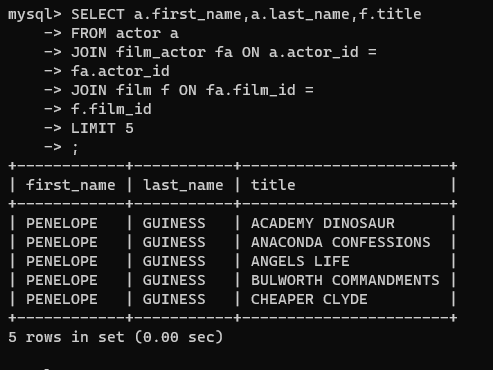 mysql> SELECT a.first_name,a.last_name,f.title
    -> FROM actor a
    -> JOIN film_actor fa ON a.actor_id =
    -> fa.actor_id
    -> JOIN film f ON fa.film_id =
    -> f.film_id
    -> LIMIT 5
    -> ;
+------------+-----------+-----------------------+
| first_name | last_name | title                 |
+------------+-----------+-----------------------+
| PENELOPE   | GUINESS   | ACADEMY DINOSAUR      |
| PENELOPE   | GUINESS   | ANACONDA CONFESSIONS  |
| PENELOPE   | GUINESS   | ANGELS LIFE           |
| PENELOPE   | GUINESS   | BULWORTH COMMANDMENTS |
| PENELOPE   | GUINESS   | CHEAPER CLYDE         |
+------------+-----------+-----------------------+
5 rows in set (0.00 sec)